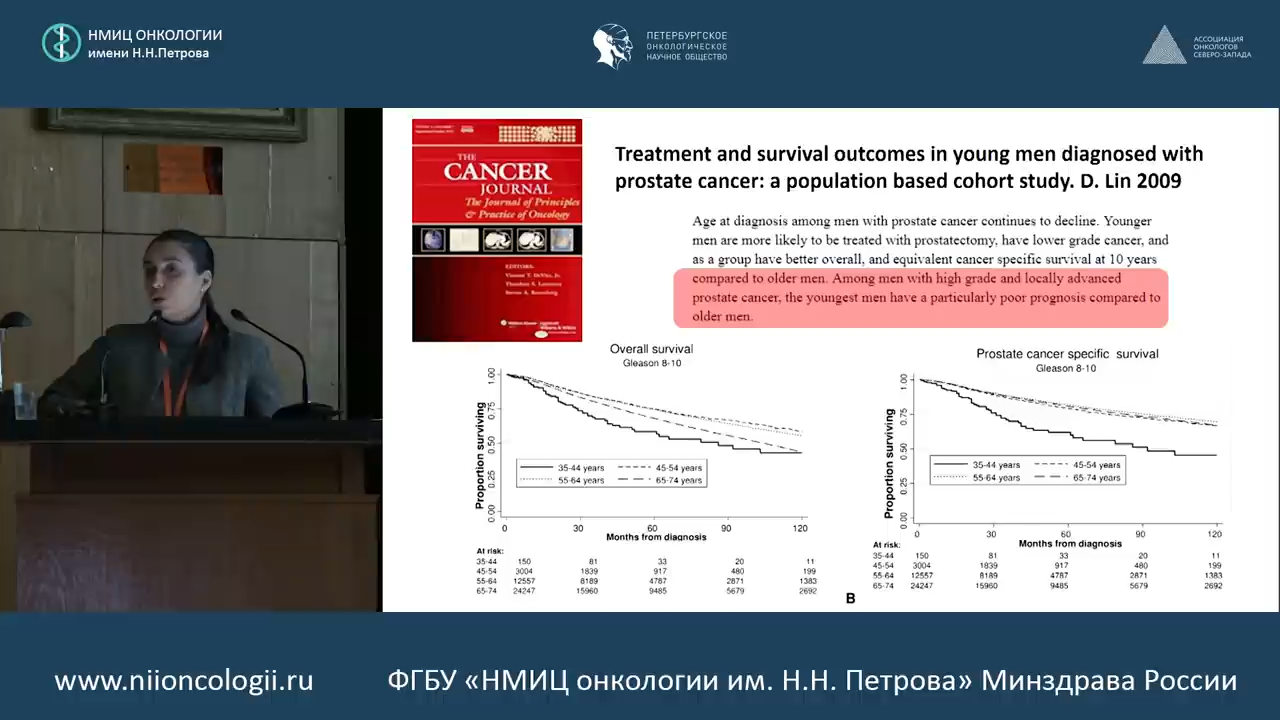 НМИЦ ОНКОЛОГИИ
имени Н.Н.Петрова
ПЕТЕРБУРГСКОЕ
ОНКОЛОГИЧЕСКОЕ
НАУЧНОЕ ОБЩЕСТВО
АССОЦИАЦИЯ
ОНКОЛОГОВ
СЕВЕРО-ЗАПАДА
THE
CANCER
JOURNAL
The Journal of Principles
& Practice of Oncology
EDITORS:
Treatment and survival outcomes in young men diagnosed with
prostate cancer: a population based cohort study. D. Lin 2009
Age at diagnosis among men with prostate cancer continues to decline. Younger
men are more likely to be treated with prostatectomy, have lower grade cancer, and
as a group have better overall, and equivalent cancer specific survival at 10 years
compared to older men. Among men with high grade and locally advanced
prostate cancer, the youngest men have a particularly poor prognosis compared to
older men.
Overall survival
Gleason 8-10
Proportion surviving
1.00
0.75
0.50
0.25
0.00
35-44 years 45-54 years
55-64 years 65-74 years
0 30 60 90 120
Months from diagnosis
At risk:
35-44 150 81 33 20 11
45-54 3004 1839 917 480 199
55-64 12557 8189 4787 2871 1383
65-74 24247 15960 9485 5679 2692
Prostate cancer specific survival
Gleason 8-10
Proportion surviving
1.00
0.75
0.50
0.25
0.00
35-44 years 45-54 years
55-64 years 65-74 years
0 30 60 90 120
Months from diagnosis
At risk:
35-44 150 81 33 20 11
45-54 3004 1839 917 480 199
55-64 12557 8189 4787 2871 1383
65-74 24247 15960 9485 5679 2692
B
www.niioncologii.ru
ФГБУ «НМИЦ онкологии им. Н.Н. Петрова» Минздрава России